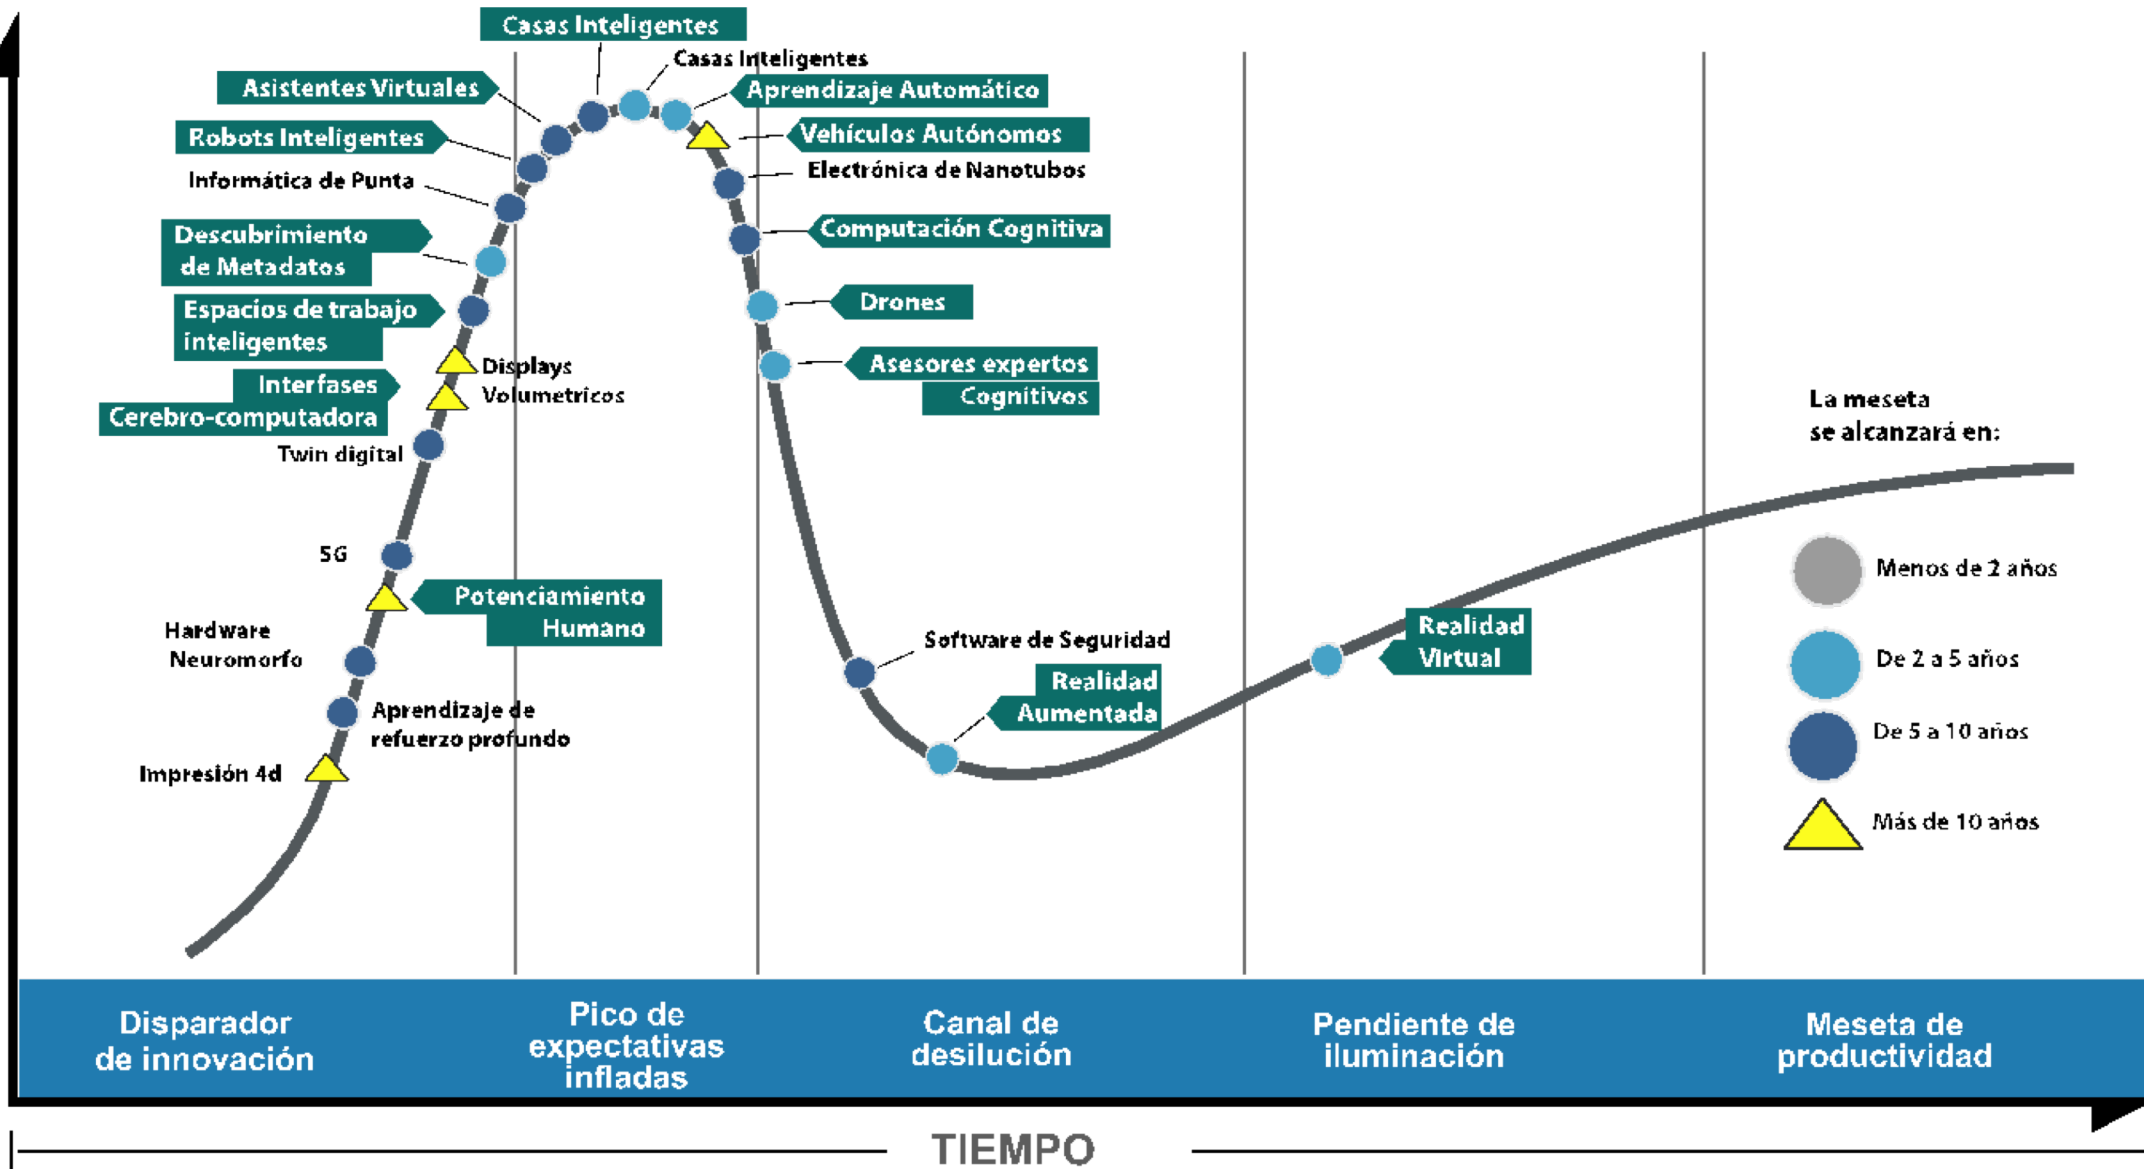 Casas Inteligentes
Casas Inteligentes
Asistentes Virtuales
Aprendizaje Automático
Robots Inteligentes
Vehículos Autónomos
Informática de Punta
Electrónica de Nanotubos
Descubrimiento
de Metadatos
Computación Cognitiva
Espacios de trabajo
inteligentes
Drones
Displays
Volumetricos
Asesores expertos
Cognitivos
Interfases
Cerebro-computadora
Twin digital
5G
Potenciamiento
Humano
Hardware
Neuromorfo
Aprendizaje de
refuerzo profundo
Impresión 4d
Software de Seguridad
Realidad
Aumentada
Realidad
Virtual
La meseta
se alcanzará en:
Menos de 2 años
De 2 a 5 años
De 5 a 10 años
Más de 10 años
Disparador
de innovación
Pico de
expectativas
infladas
Canal de
desilución
Pendiente de
iluminación
Meseta de
productividad
TIEMPO